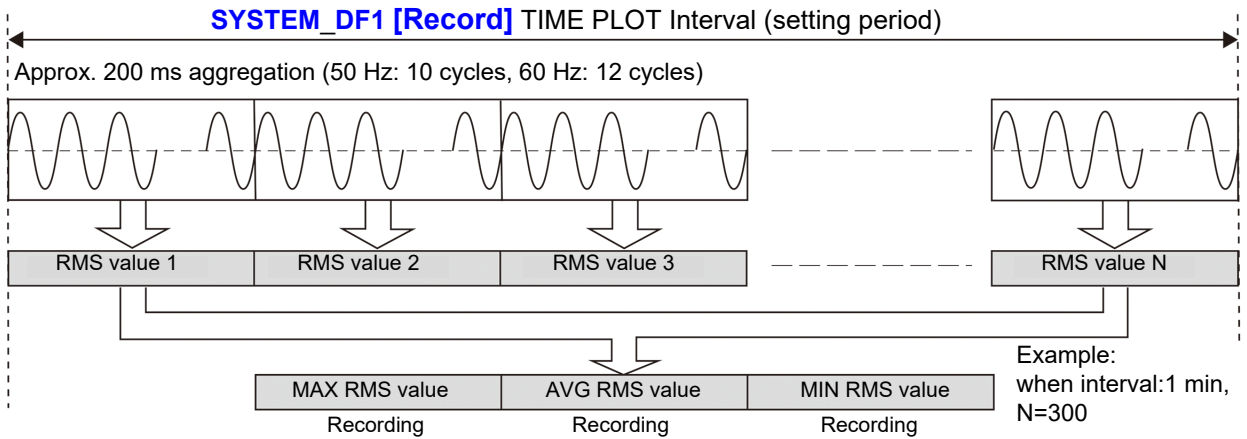 SYSTEM_DF1 [Record] TIME PLOT Interval (setting period)
Approx. 200 ms aggregation (50 Hz: 10 cycles, 60 Hz: 12 cycles)
RMS value 1
RMS value 2
RMS value 3
RMS value N
Example:
when interval:1 min,
N=300
MAX RMS value
AVG RMS value
MIN RMS value
Recording
Recording
Recording